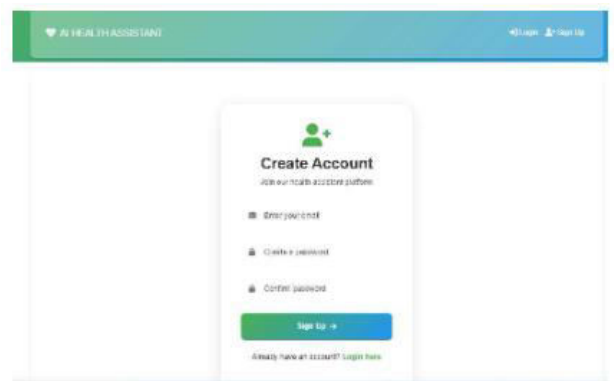 AI HEALTH ASSISTANT
Login Sign Up
Create Account
Join our health assistant platform
Enter your email
Create a password
Confirm password
Sign Up →
Already have an account? Login here